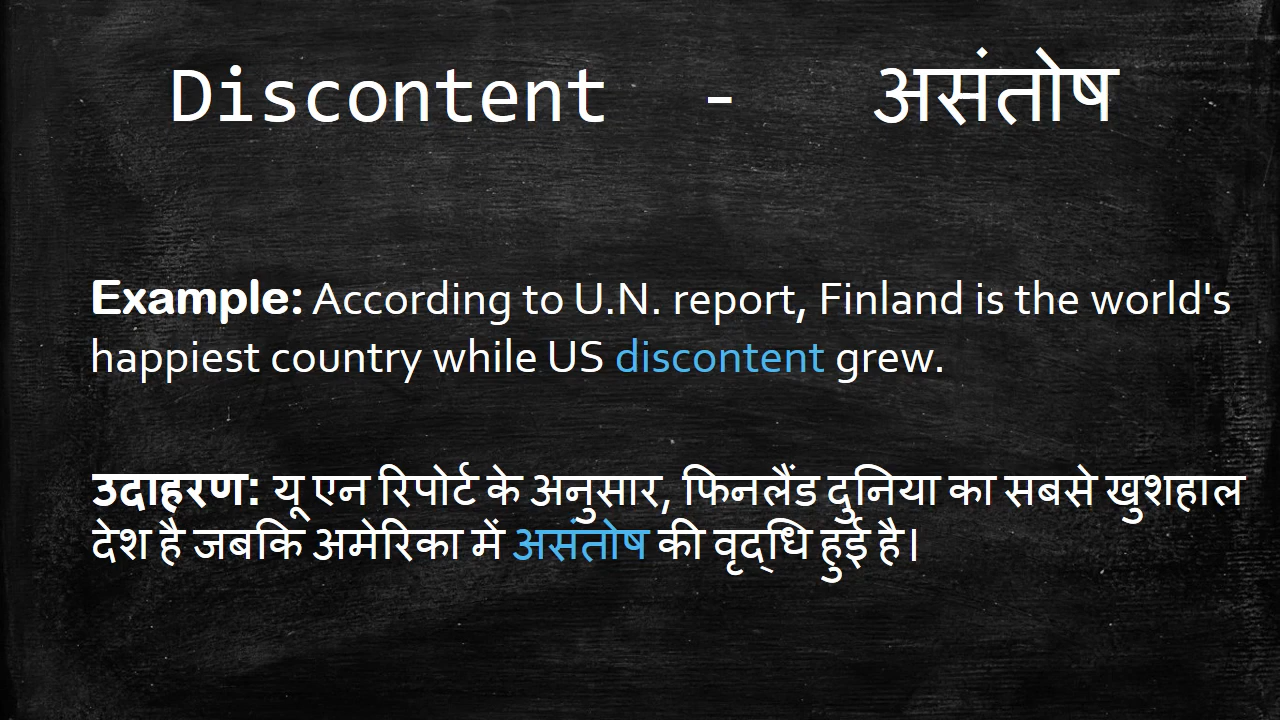 Discontent - असंतोष
Example: According to U.N. report, Finland is the world's
happiest country while US discontent grew.
उदाहरण: यू एन रिपोर्ट के अनुसार, फिनलैंड दुनिया का सबसे खुशहाल
देश है जबकि अमेरिका में असंतोष की वृद्धि हुई है।